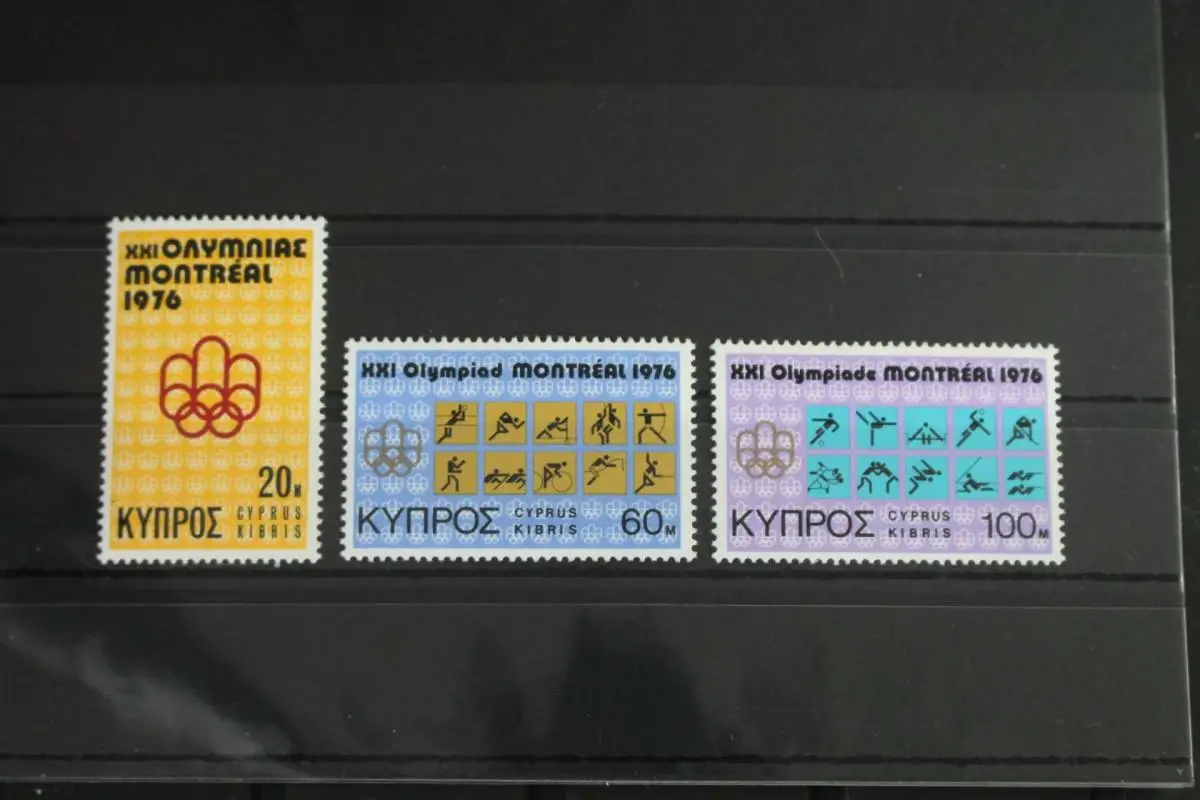 XXI ΟΛΥΜΠΙΑΣ
MONTRÉAL
1976
20M
ΚΥΠΡΟΣ
CYPRUS
KIBRIS
XXI Olympiad MONTRÉAL 1976
ΚΥΠΡΟΣ
CYPRUS
KIBRIS
60M
XXI Olympiade MONTRÉAL 1976
ΚΥΠΡΟΣ
CYPRUS
KIBRIS
100M